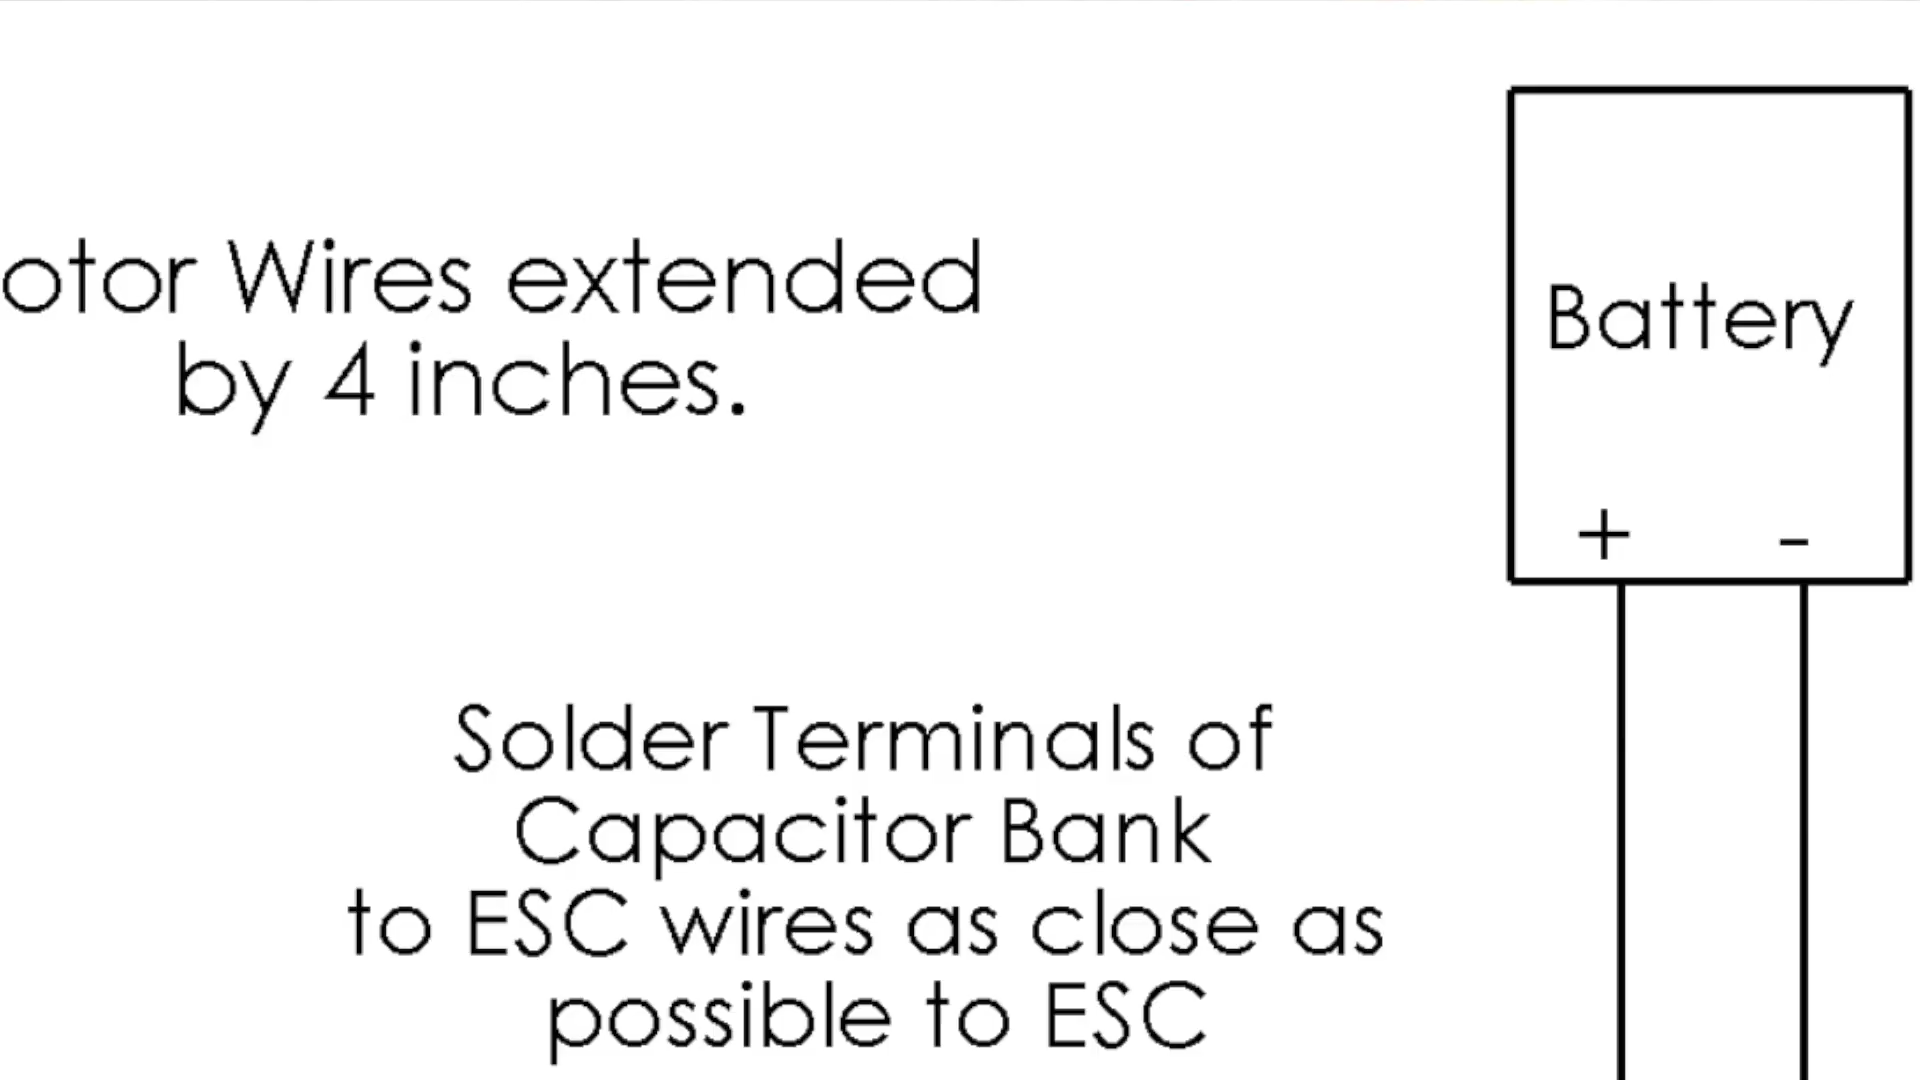 otor Wires extended
by 4 inches.
Battery
+ -
Solder Terminals of
Capacitor Bank
to ESC wires as close as
possible to ESC